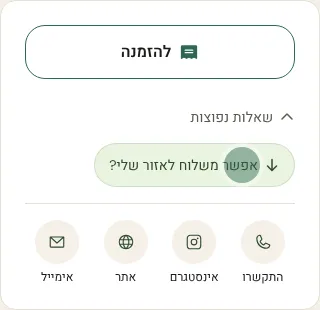 להזמנה
שאלות נפוצות
אפשר משלוח לאזור שלי?
התקשרו
אינסטגרם
אתר
אימייל